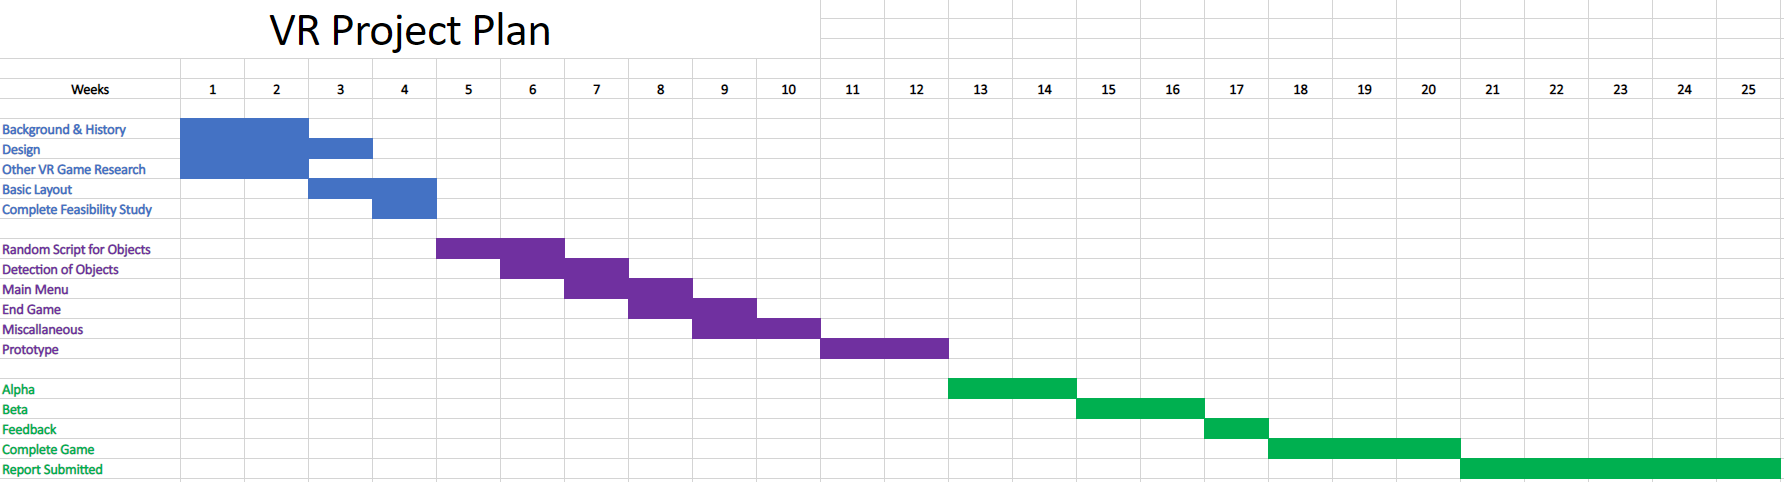 VR Project Plan
Weeks 1 2 3 4 5 6 7 8 9 10 11 12 13 14 15 16 17 18 19 20 21 22 23 24 25
Background & History
Design
Other VR Game Research
Basic Layout
Complete Feasibility Study
Random Script for Objects
Detection of Objects
Main Menu
End Game
Miscallaneous
Prototype
Alpha
Beta
Feedback
Complete Game
Report Submitted